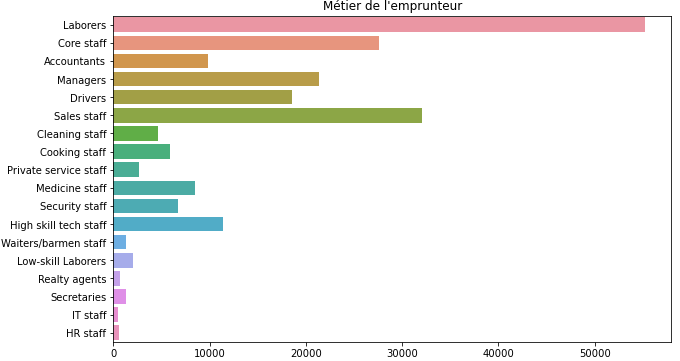 Métier de l'emprunteur
Laborers
Core staff
Accountants
Managers
Drivers
Sales staff
Cleaning staff
Cooking staff
Private service staff
Medicine staff
Security staff
High skill tech staff
Waiters/barmen staff
Low-skill Laborers
Realty agents
Secretaries
IT staff
HR staff
0 10000 20000 30000 40000 50000